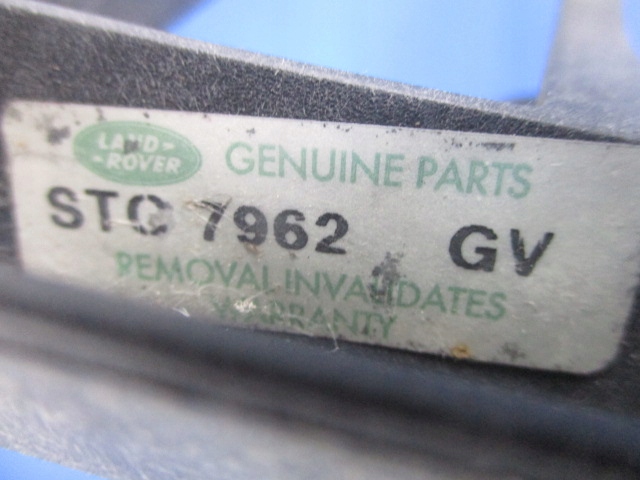 LAND-
-ROVER
GENUINE PARTS
STC 7962 GV
REMOVAL INVALIDATES
WARRANTY